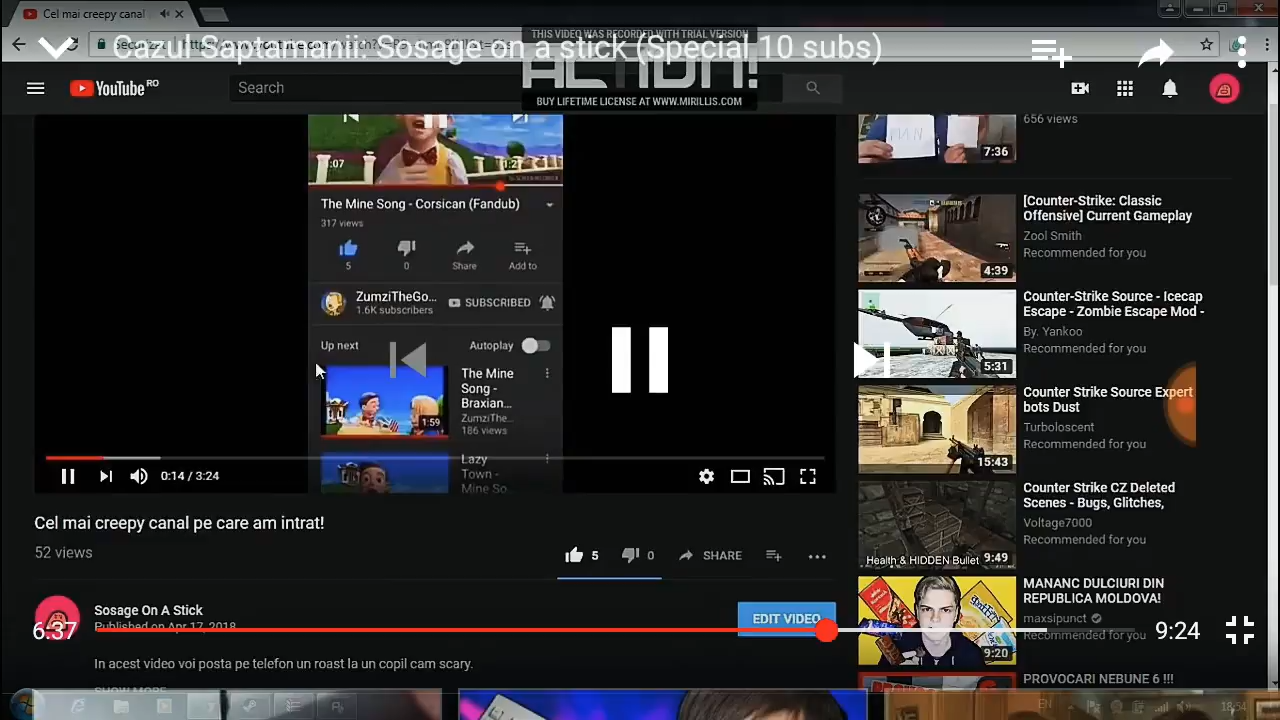 Cel mai creepy canal
Cazul Saptamanii: Sosage on a stick (Special 10 subs)
THIS VIDEO WAS RECORDED WITH TRIAL VERSION
ACTION!
BUY LIFETIME LICENSE AT WWW.MIRILLIS.COM
YouTube RO
Search
The Mine Song - Corsican (Fandub)
317 views
5
0
Share
Add to
ZumziTheGo...
1.6K subscribers
SUBSCRIBED
Up next
Autoplay
The Mine
Song -
Braxian...
ZumziThe...
186 views
1:59
Lazy
Town -
Mine So...
0:14 / 3:24
Cel mai creepy canal pe care am intrat!
52 views
5
0
SHARE
Sosage On A Stick
Published on Apr 17, 2018
EDIT VIDEO
6:37
9:24
In acest video voi posta pe telefon un roast la un copil cam scary.
SHOW MORE
656 views
MAN
7:36
[Counter-Strike: Classic
Offensive] Current Gameplay
Zool Smith
Recommended for you
4:39
Counter-Strike Source - Icecap
Escape - Zombie Escape Mod -
By. Yankoo
Recommended for you
5:31
Counter Strike Source Expert
bots Dust
Turboloscent
Recommended for you
15:43
Counter Strike CZ Deleted
Scenes - Bugs, Glitches,
Voltage7000
Recommended for you
Health & HIDDEN Bullet
9:49
MANANC DULCIURI DIN
REPUBLICA MOLDOVA!
maxsipunct
Recommended for you
9:20
PROVOCARI NEBUNE 6 !!!
EN
18:54